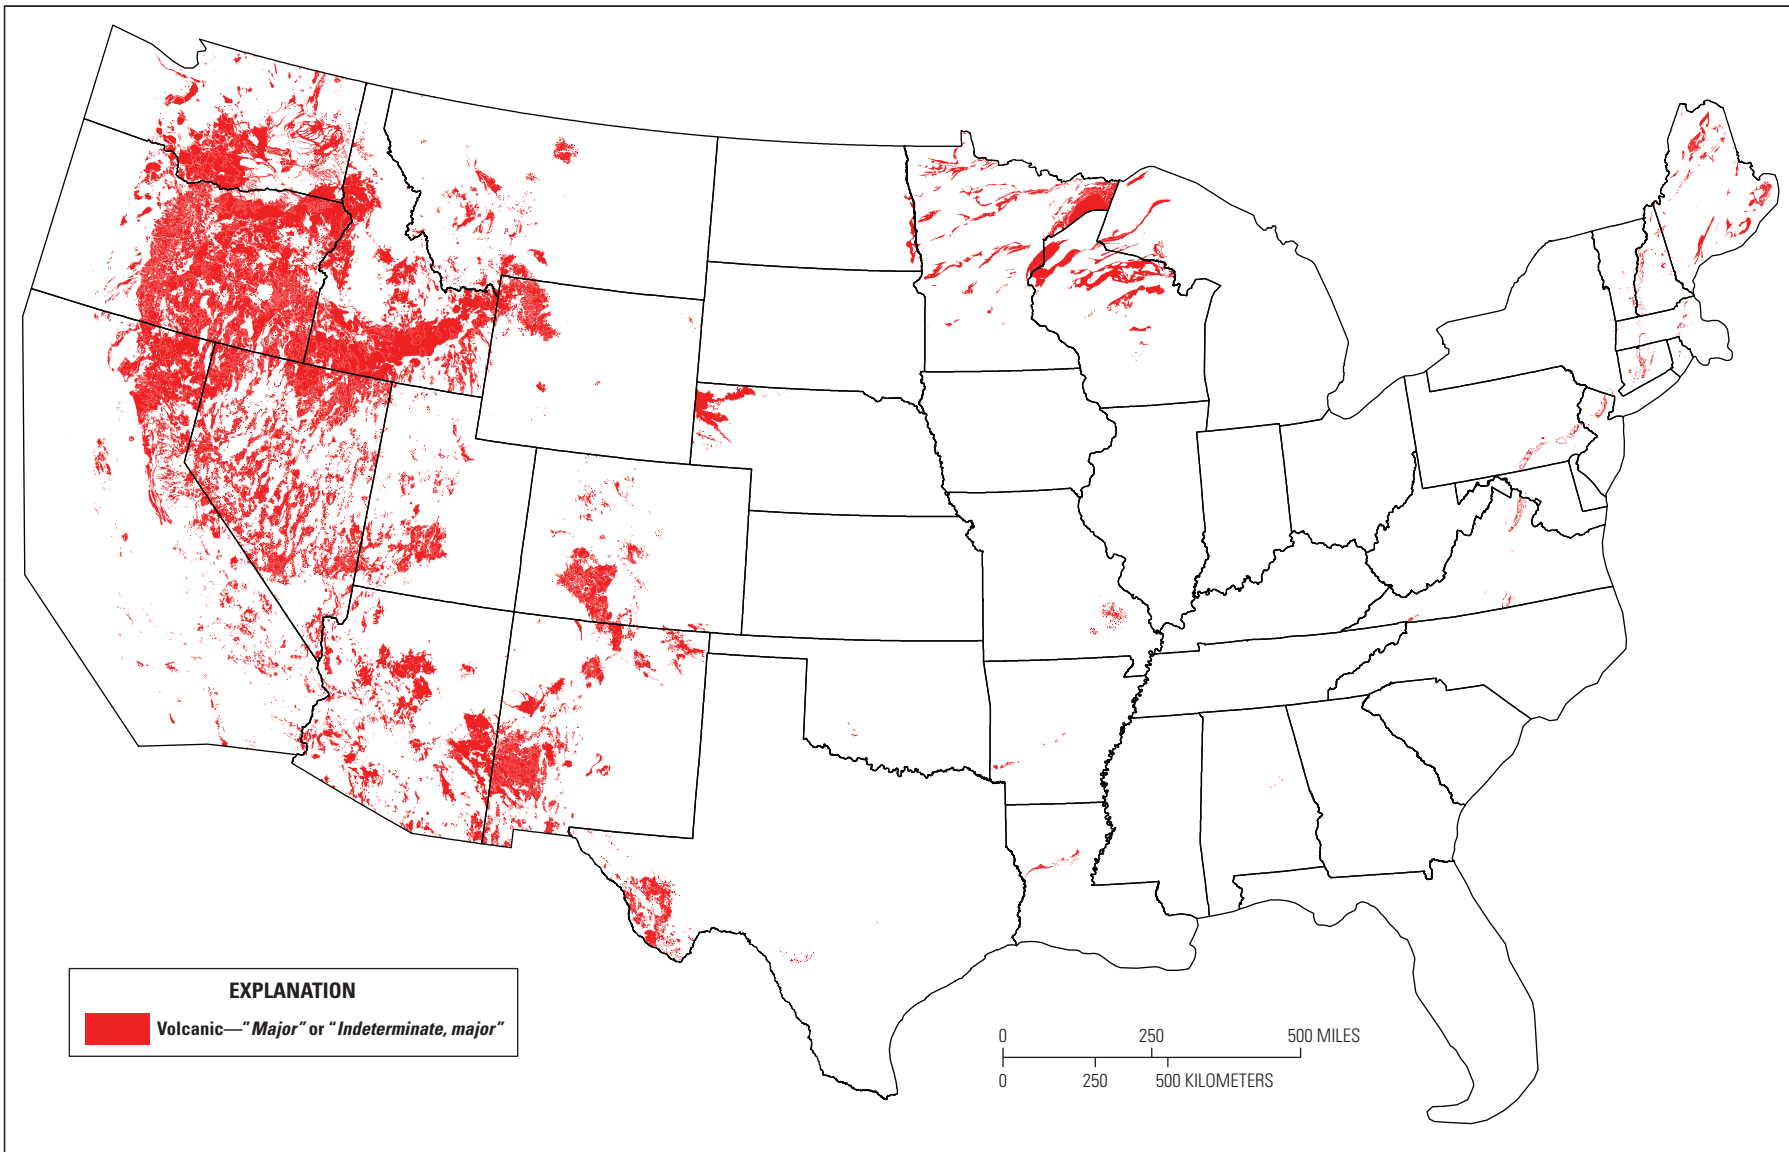 EXPLANATION
Volcanic—"Major" or "Indeterminate, major"
0 250 500 MILES
0 250 500 KILOMETERS